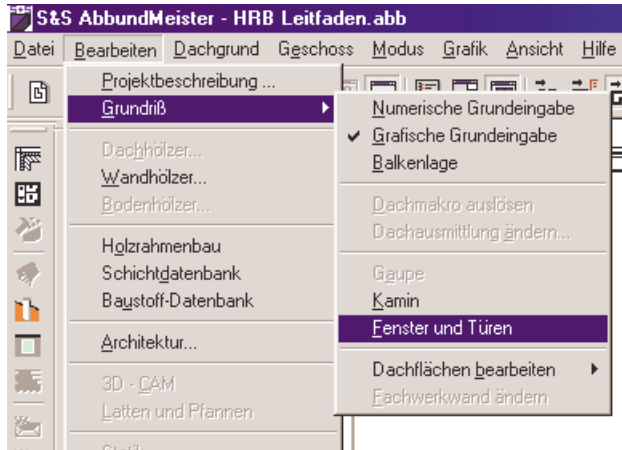 S&S AbbundMeister - HRB Leitfaden.abb
Datei Bearbeiten Dachgrund Geschoss Modus Grafik Ansicht Hilfe
Projektbeschreibung ...
Grundriß
Dachhölzer...
Wandhölzer...
Bodenhölzer...
Holzrahmenbau
Schichtdatenbank
Baustoff-Datenbank
Architektur...
3D - CAM
Latten und Pfannen
Numerische Grundeingabe
Grafische Grundeingabe
Balkenlage
Dachmakro auslösen
Dachausmittlung ändern...
Gaupe
Kamin
Fenster und Türen
Dachflächen bearbeiten
Fachwerkwand ändern